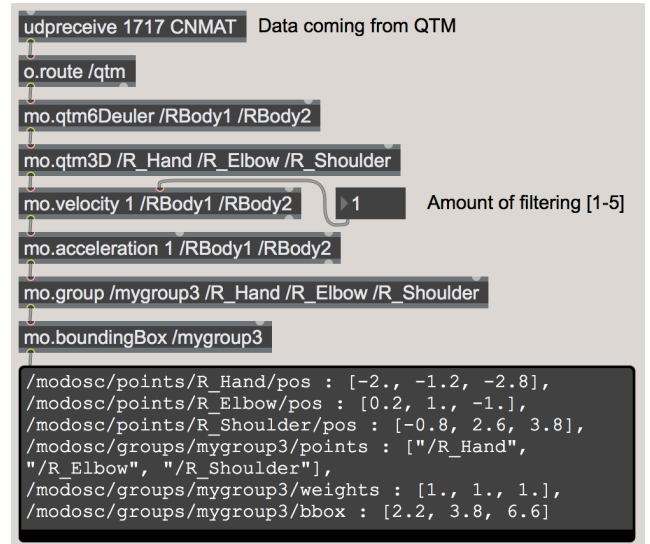 udpreceive 1717 CNMAT Data coming from QTM
o.route /qtm
mo.qtm6Deuler /RBody1 /RBody2
mo.qtm3D /R_Hand /R_Elbow /R_Shoulder
mo.velocity 1 /RBody1 /RBody2 1 Amount of filtering [1-5]
mo.acceleration 1 /RBody1 /RBody2
mo.group /mygroup3 /R_Hand /R_Elbow /R_Shoulder
mo.boundingBox /mygroup3
/modosc/points/R_Hand/pos : [-2., -1.2, -2.8],
/modosc/points/R_Elbow/pos : [0.2, 1., -1.],
/modosc/points/R_Shoulder/pos : [-0.8, 2.6, 3.8],
/modosc/groups/mygroup3/points : ["/R_Hand",
"/R_Elbow", "/R_Shoulder"],
/modosc/groups/mygroup3/weights : [1., 1., 1.],
/modosc/groups/mygroup3/bbox : [2.2, 3.8, 6.6]